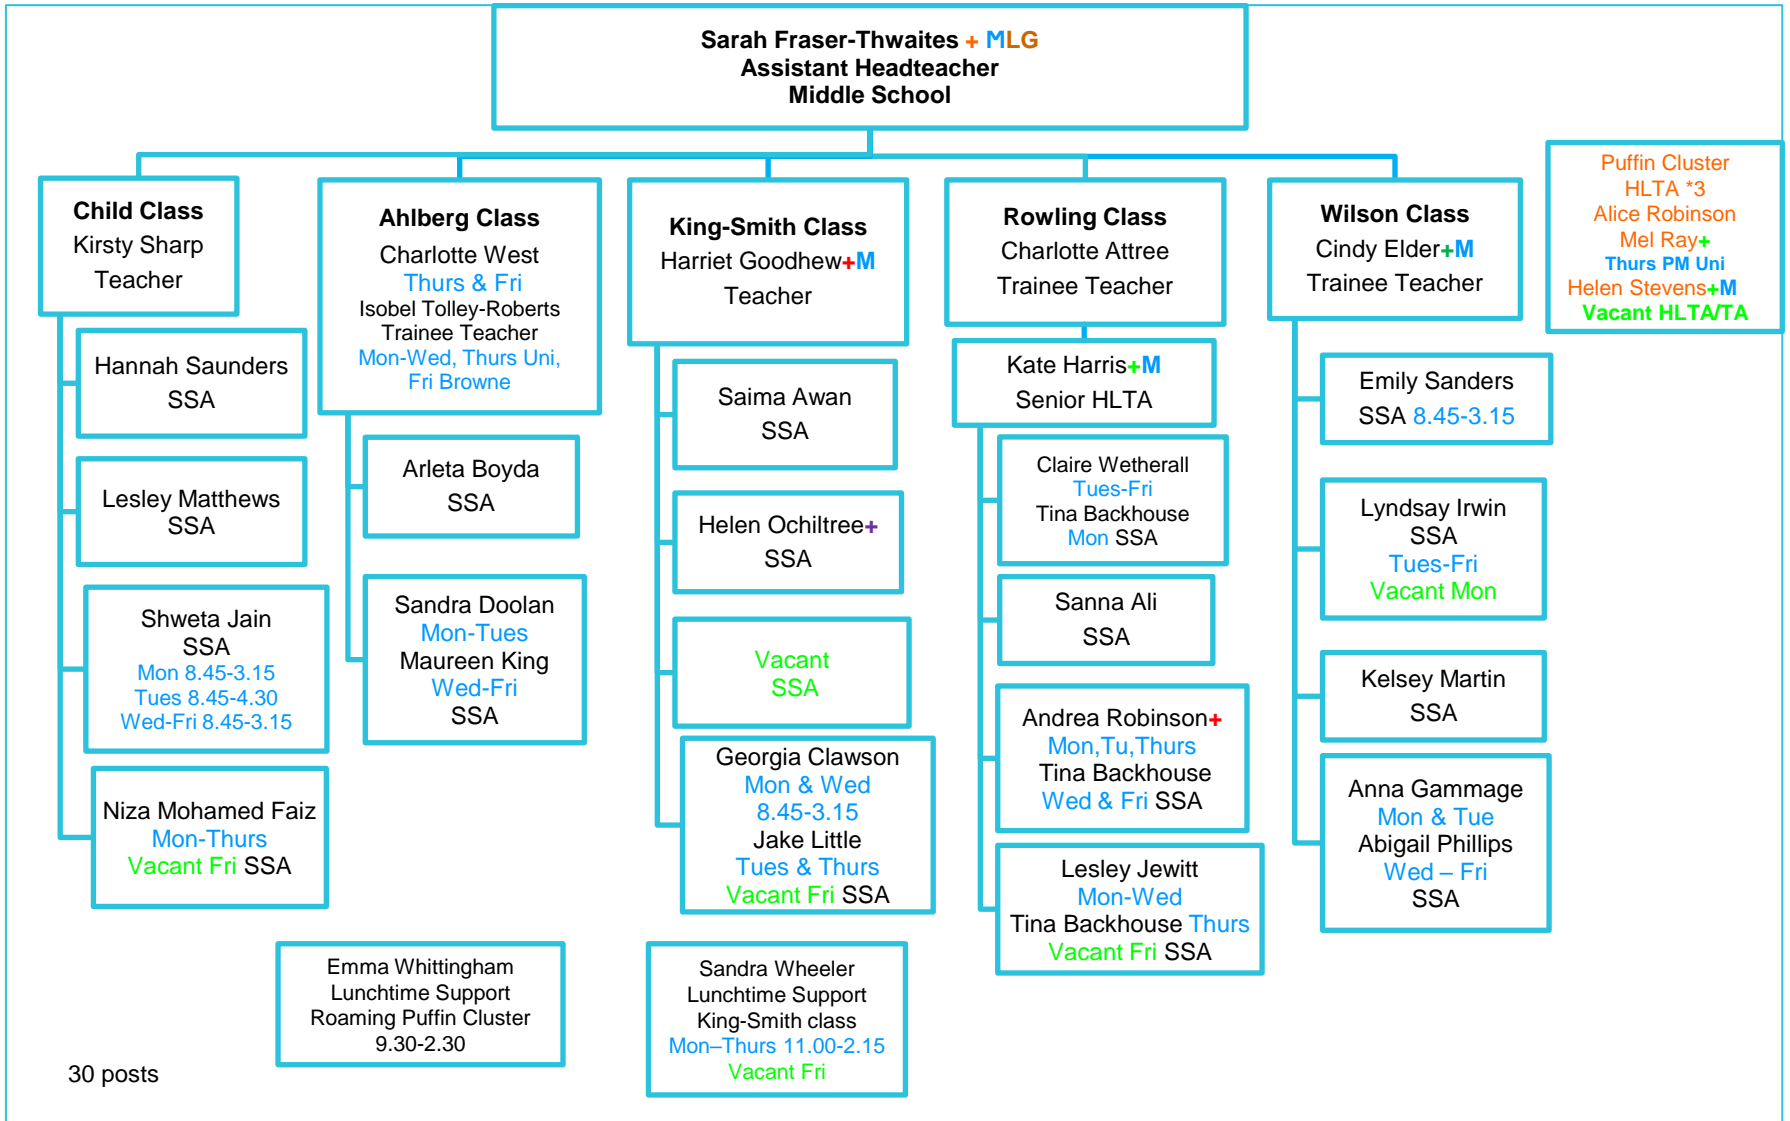 Sarah Fraser-Thwaites + MLG
Assistant Headteacher
Middle School
Child Class
Kirsty Sharp
Teacher
Hannah Saunders
SSA
Lesley Matthews
SSA
Shweta Jain
SSA
Mon 8.45-3.15
Tues 8.45-4.30
Wed-Fri 8.45-3.15
Niza Mohamed Faiz
Mon-Thurs
Vacant Fri SSA
Ahlberg Class
Charlotte West
Thurs & Fri
Isobel Tolley-Roberts
Trainee Teacher
Mon-Wed, Thurs Uni,
Fri Browne
Arleta Boyda
SSA
Sandra Doolan
Mon-Tues
Maureen King
Wed-Fri
SSA
King-Smith Class
Harriet Goodhew+M
Teacher
Saima Awan
SSA
Helen Ochiltree+
SSA
Vacant
SSA
Georgia Clawson
Mon & Wed
8.45-3.15
Jake Little
Tues & Thurs
Vacant Fri SSA
Rowling Class
Charlotte Attree
Trainee Teacher
Kate Harris+M
Senior HLTA
Claire Wetherall
Tues-Fri
Tina Backhouse
Mon SSA
Sanna Ali
SSA
Andrea Robinson+
Mon,Tu,Thurs
Tina Backhouse
Wed & Fri SSA
Lesley Jewitt
Mon-Wed
Tina Backhouse Thurs
Vacant Fri SSA
Wilson Class
Cindy Elder+M
Trainee Teacher
Emily Sanders
SSA 8.45-3.15
Lyndsay Irwin
SSA
Tues-Fri
Vacant Mon
Kelsey Martin
SSA
Anna Gammage
Mon & Tue
Abigail Phillips
Wed – Fri
SSA
Puffin Cluster
HLTA *3
Alice Robinson
Mel Ray+
Thurs PM Uni
Helen Stevens+M
Vacant HLTA/TA
Emma Whittingham
Lunchtime Support
Roaming Puffin Cluster
9.30-2.30
Sandra Wheeler
Lunchtime Support
King-Smith class
Mon–Thurs 11.00-2.15
Vacant Fri
30 posts